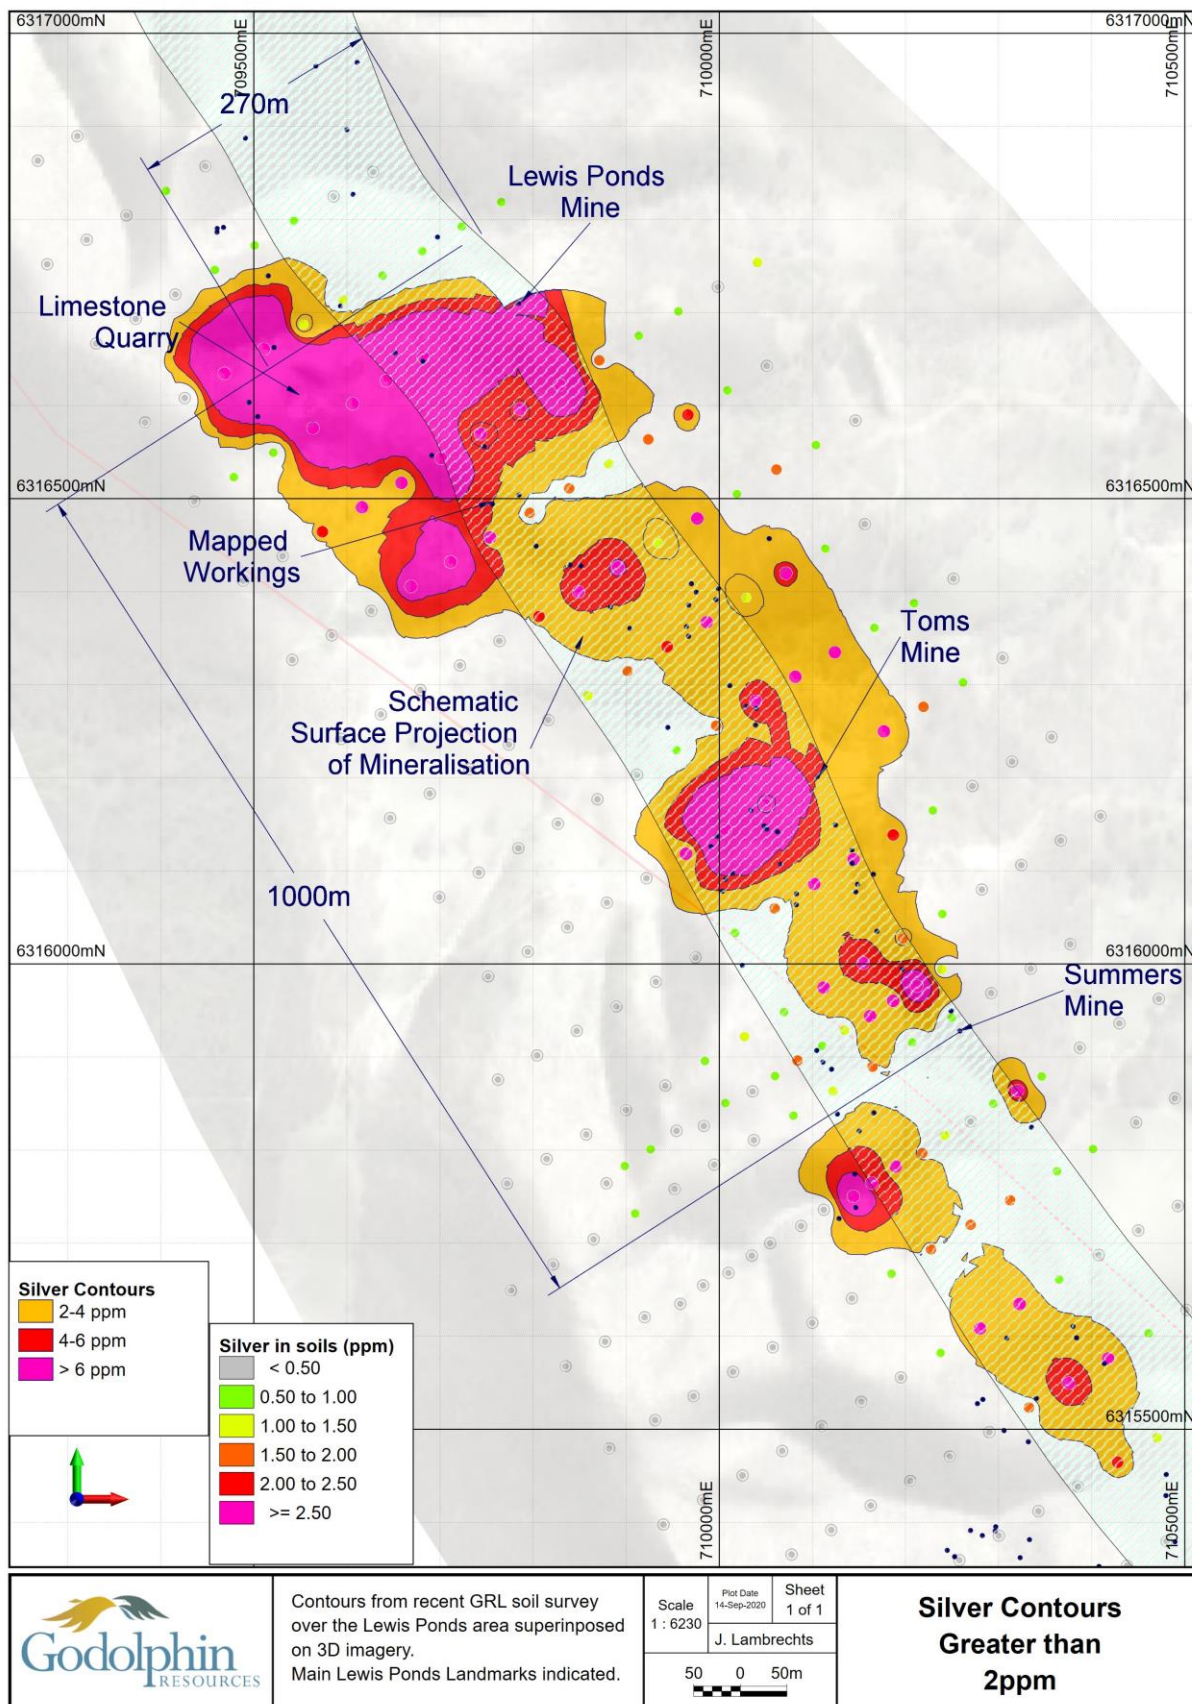 6317000mN
6317000mN
709500mE
710000mE
710500mE
270m
Lewis Ponds
Mine
Limestone
Quarry
6316500mN
6316500mN
Mapped
Workings
Toms
Mine
Schematic
Surface Projection
of Mineralisation
1000m
6316000mN
6316000mN
Summers
Mine
Silver Contours
2-4 ppm
4-6 ppm
> 6 ppm
Silver in soils (ppm)
< 0.50
0.50 to 1.00
1.00 to 1.50
1.50 to 2.00
2.00 to 2.50
>= 2.50
6315500mN
710000mE
710500mE
Godolphin
RESOURCES
Contours from recent GRL soil survey
over the Lewis Ponds area superinposed
on 3D imagery.
Main Lewis Ponds Landmarks indicated.
Scale
1 : 6230
Plot Date
14-Sep-2020
Sheet
1 of 1
J. Lambrechts
50 0 50m
Silver Contours
Greater than
2ppm